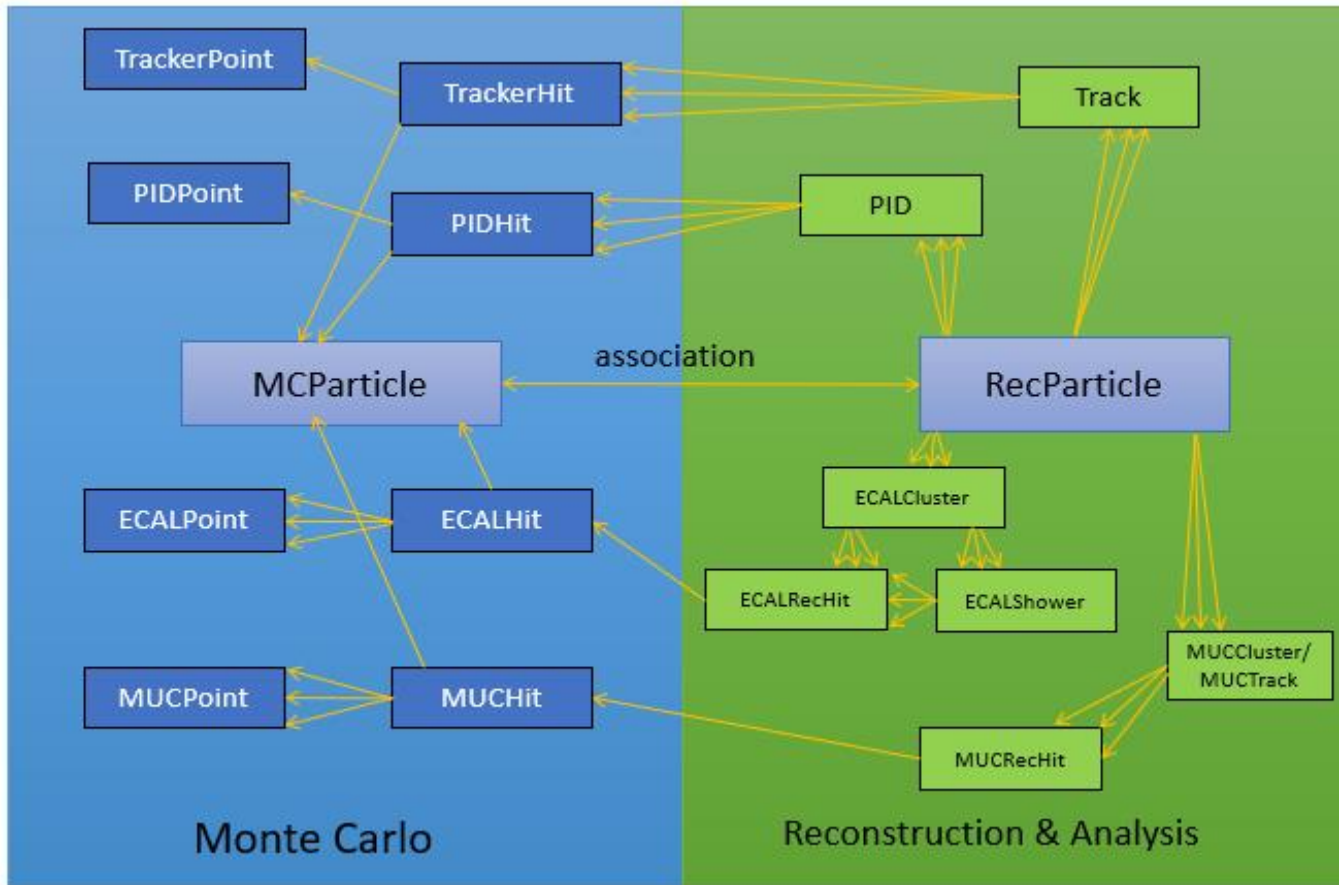 TrackerPoint
TrackerHit
Track
PIDPoint
PIDHit
PID
association
MCParticle
RecParticle
ECALPoint
ECALHit
ECALCluster
ECALRecHit
ECALShower
MUCPoint
MUCHit
MUCCluster/
MUCTrack
MUCRecHit
Monte Carlo
Reconstruction & Analysis